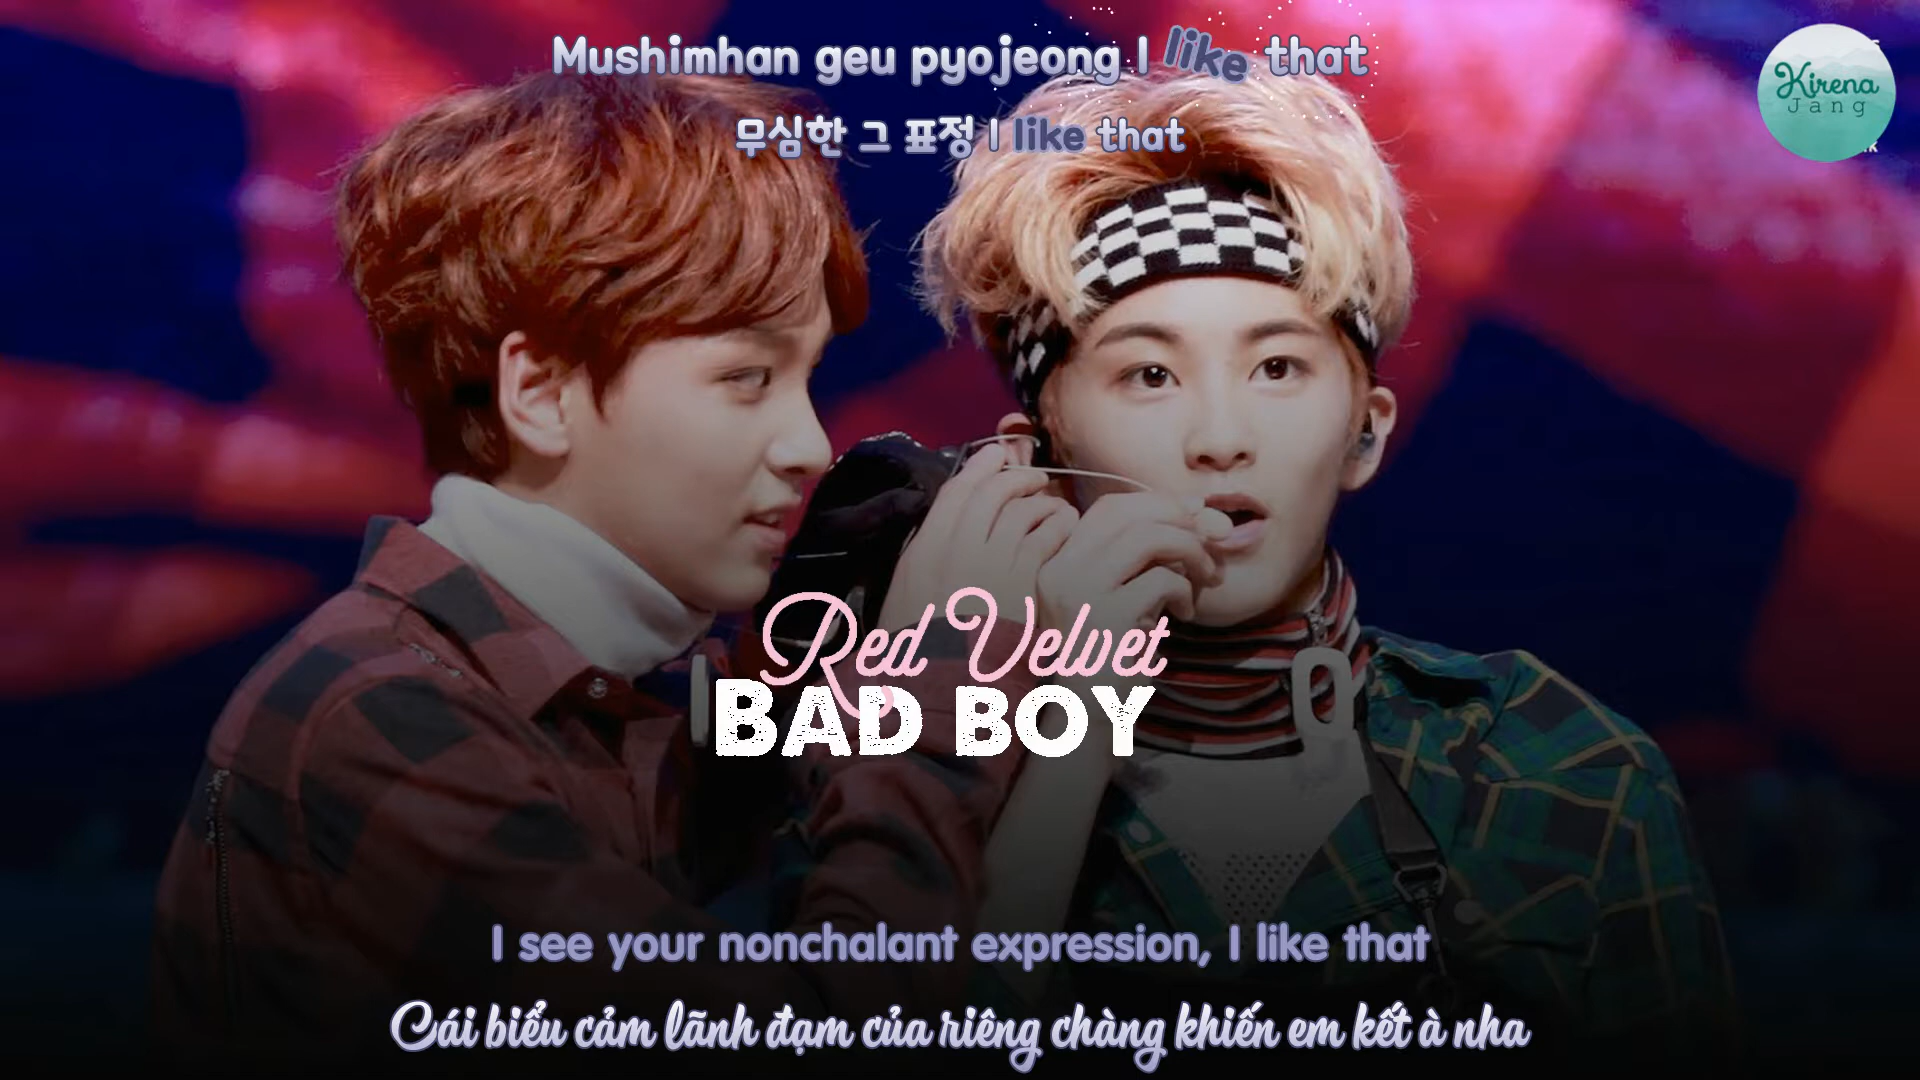 Mushimhan geu pyojeong I like that
무심한 그 표정 I like that
Kirena
Jang
Red Velvet
BAD BOY
I see your nonchalant expression, I like that
Cái biểu cảm lãnh đạm của riêng chàng khiến em kết à nha